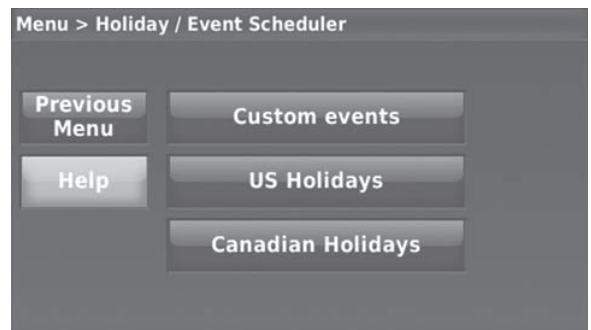 Menu > Holiday / Event Scheduler
Previous
Menu
Custom events
Help
US Holidays
Canadian Holidays